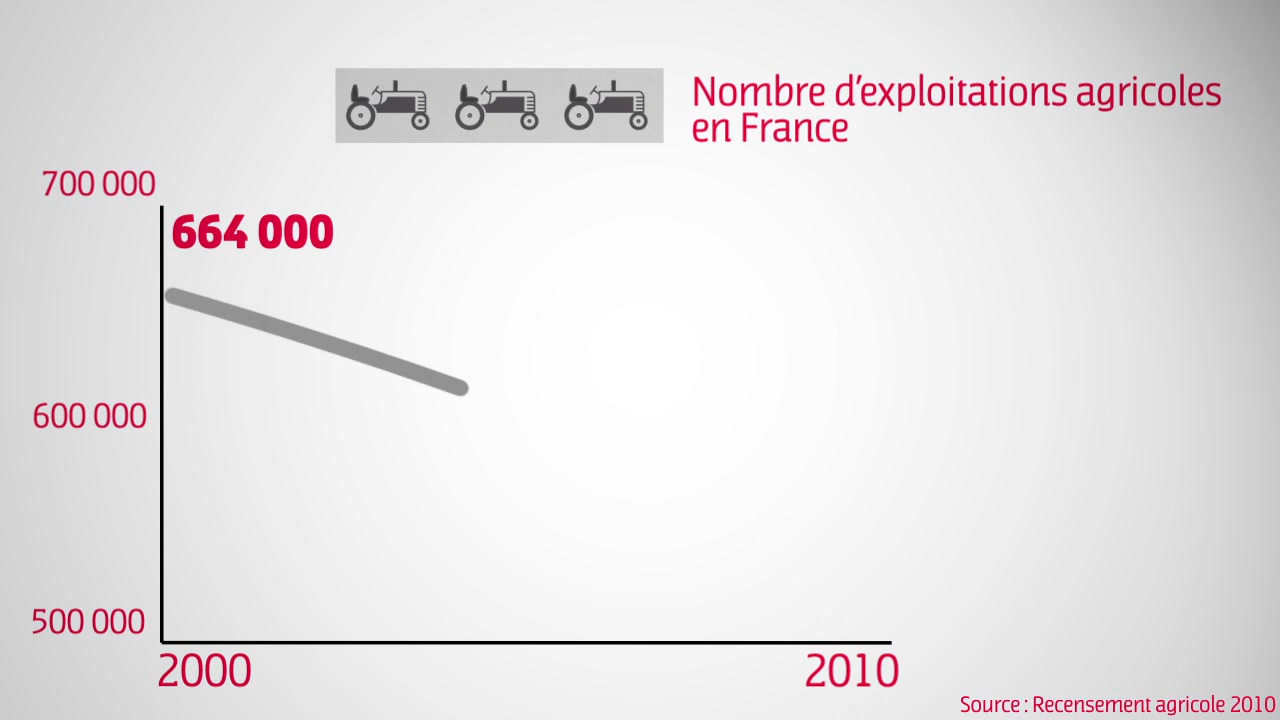 Nombre d'exploitations agricoles
en France
700 000
664 000
600 000
500 000
2000
2010
Source : Recensement agricole 2010